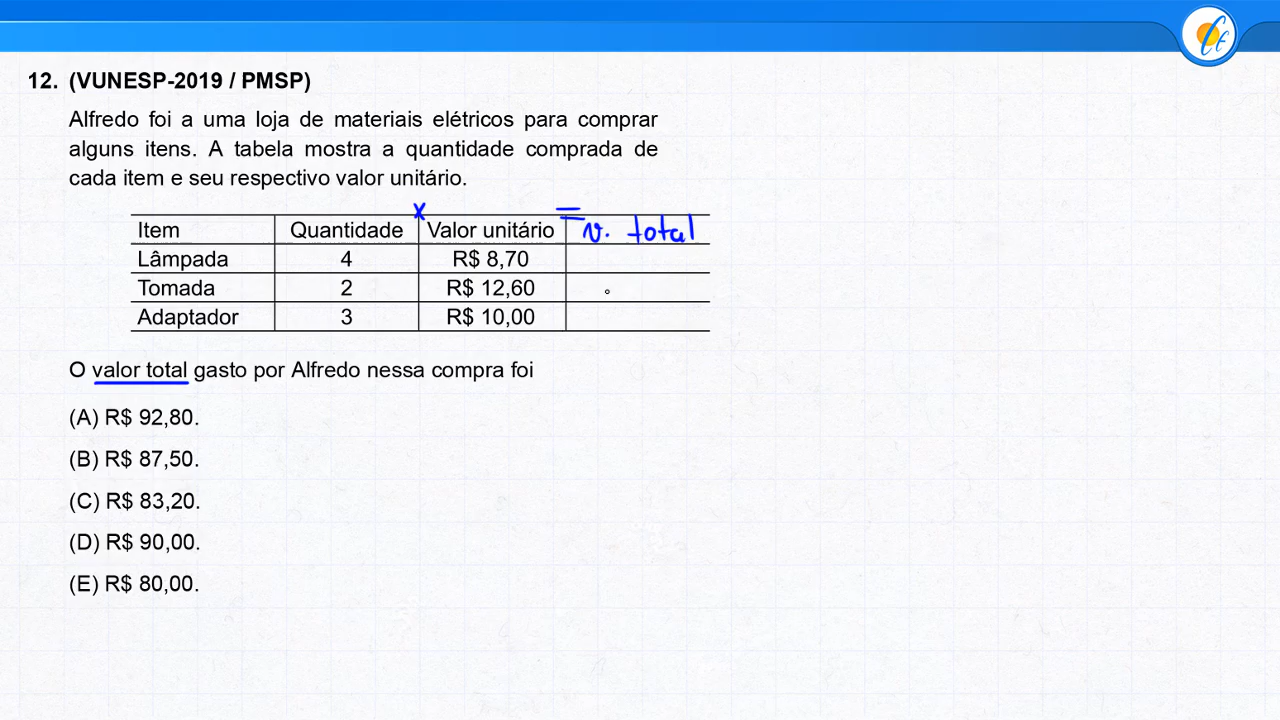 12. (VUNESP-2019 / PMSP)
Alfredo foi a uma loja de materiais elétricos para comprar
alguns itens. A tabela mostra a quantidade comprada de
cada item e seu respectivo valor unitário.
Item Quantidade x Valor unitário = v. total
Lâmpada 4 R$ 8,70
Tomada 2 R$ 12,60
Adaptador 3 R$ 10,00
O valor total gasto por Alfredo nessa compra foi
(A) R$ 92,80.
(B) R$ 87,50.
(C) R$ 83,20.
(D) R$ 90,00.
(E) R$ 80,00.